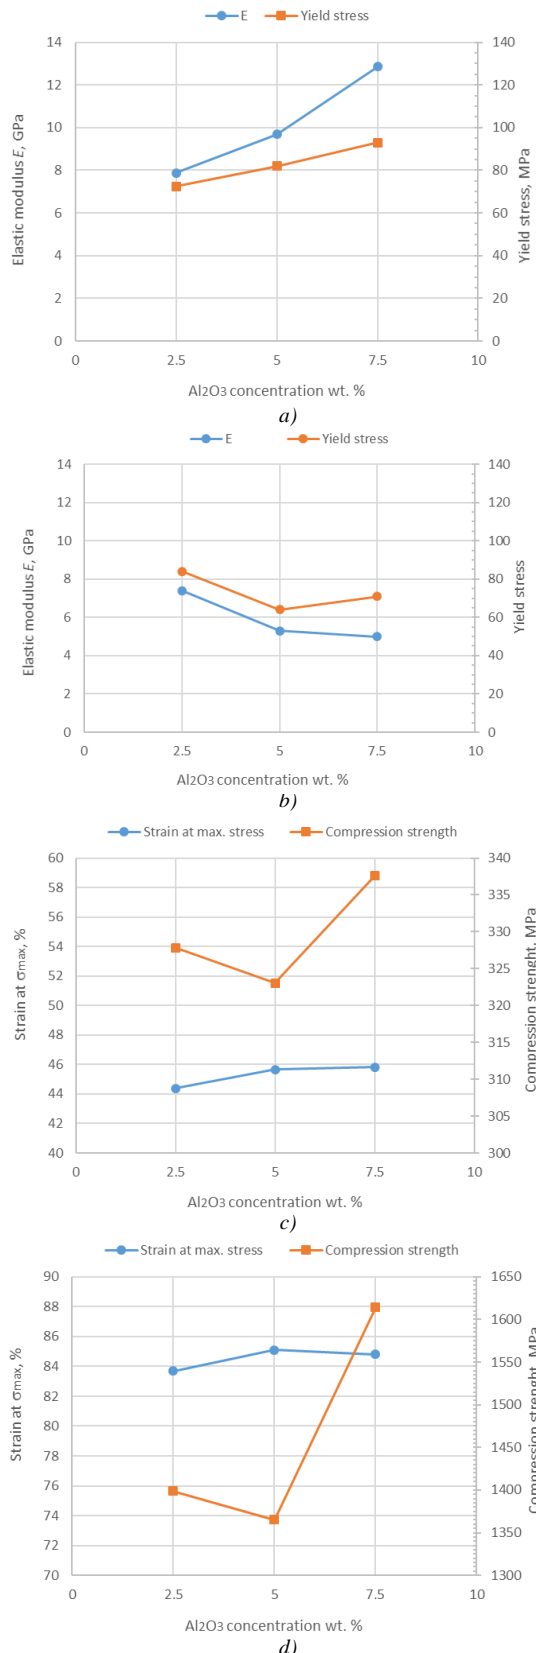 E Yield stress
14 140
12 120
10 100
8 80
6 60
4 40
2 20
0 0
Elastic modulus E, GPa
Yield stress, MPa
0 2.5 5 7.5 10
Al2O3 concentration wt. %
a)
E Yield stress
14 140
12 120
10 100
8 80
6 60
4 40
2 20
0 0
Elastic modulus E, GPa
Yield stress
0 2.5 5 7.5 10
Al2O3 concentration wt. %
b)
Strain at max. stress Compression strength
60 340
58 335
56 330
54 325
52 320
50 315
48 310
46 305
44 300
42
40
Strain at σmax, %
Compression strenght, MPa
0 2.5 5 7.5 10
Al2O3 concentration wt. %
c)
Strain at max. stress Compression strength
90 1650
88 1600
86 1550
84 1500
82 1450
80 1400
78 1350
76 1300
74
72
70
Strain at σmax, %
Compression strenght, MPa
0 2.5 5 7.5 10
Al2O3 concentration wt. %
d)